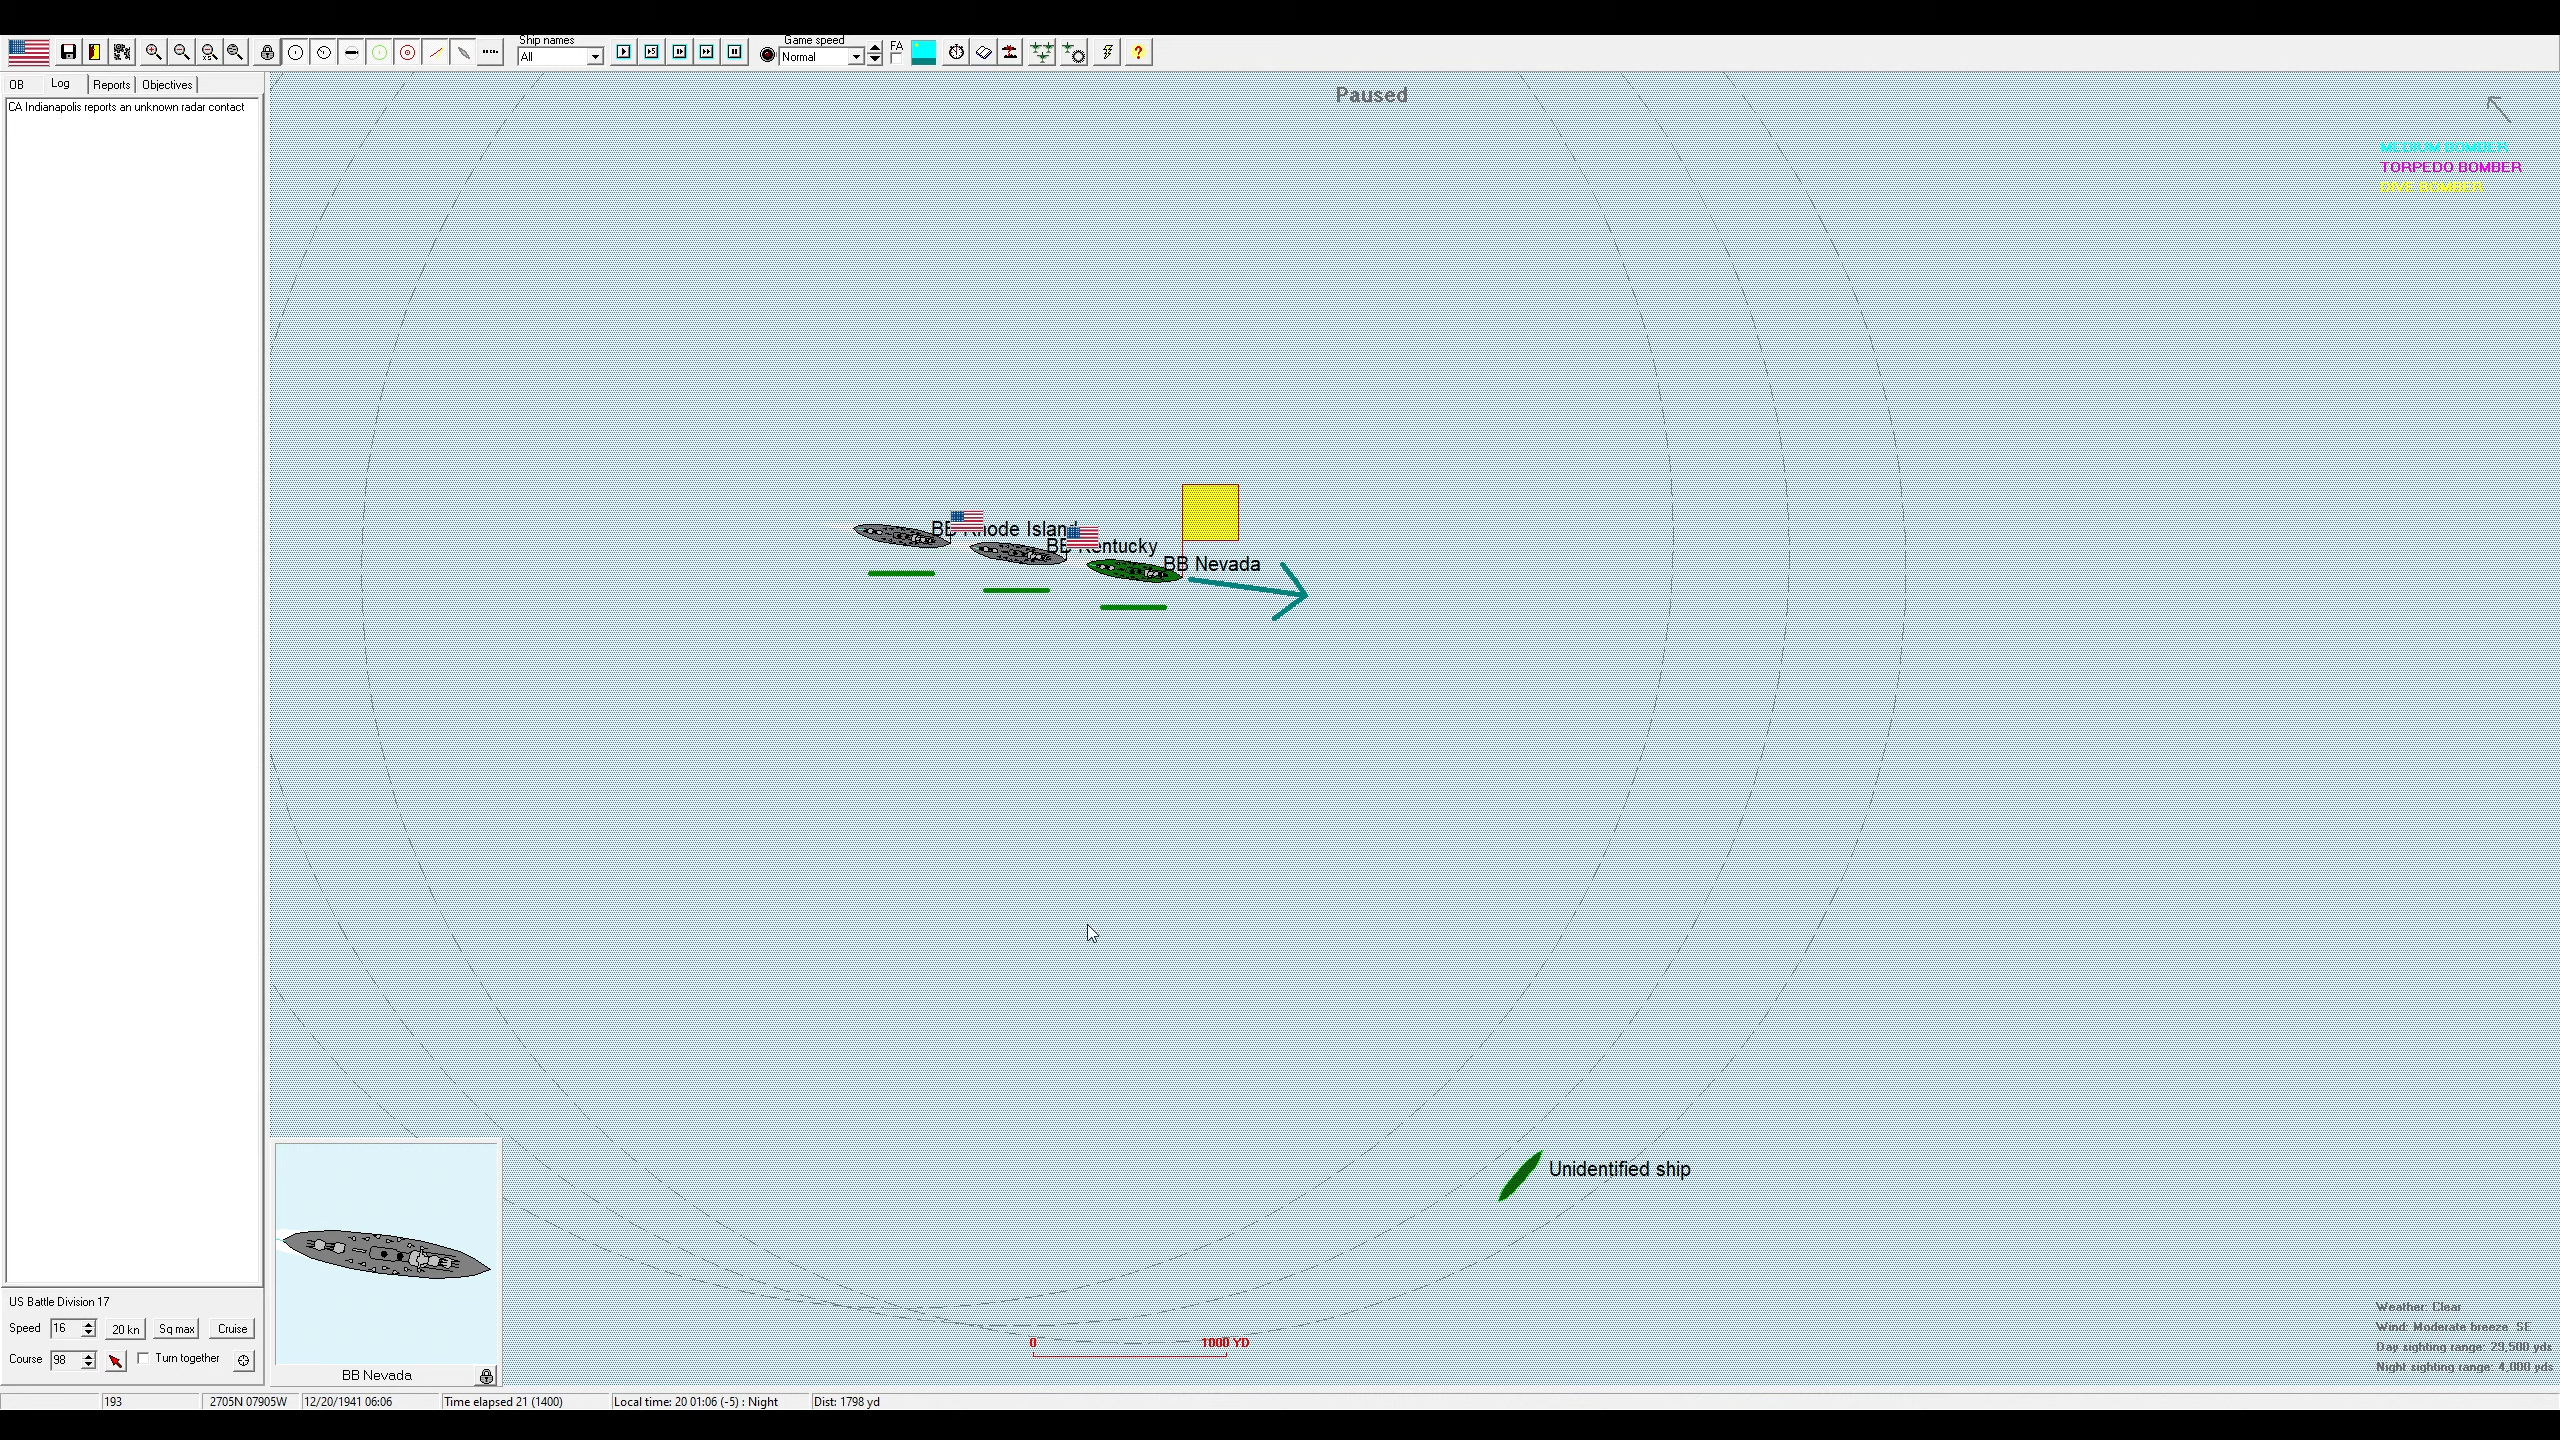 Ship names
Game speed
FA
All
Normal
x5
?
OB
Log
Reports
Objectives
CA Indianapolis reports an unknown radar contact
Paused
MEDIUM BOMBER
TORPEDO BOMBER
DIVE BOMBER
BB Kentucky
BB Nevada
Unidentified ship
0
1000 YD
Weather: Clear
Wind: Moderate breeze SE
Day sighting range: 29,500 yds
Night sighting range: 4,000 yds
US Battle Division 17
Speed
16
20 kn
Sq max
Cruise
Course
98
Turn together
BB Nevada
193
2705N 07905W
12/20/1941 06:06
Time elapsed 21 (1400)
Local time: 20 01:06 (-5) : Night
Dist: 1798 yd